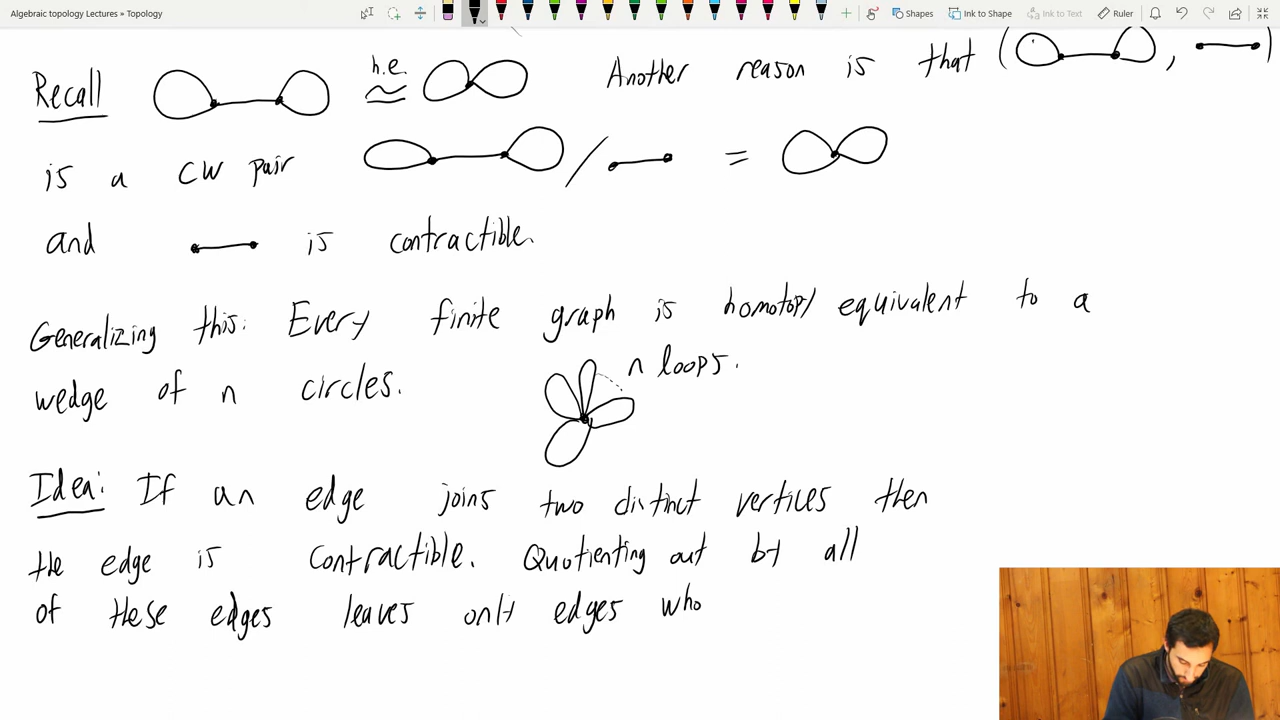 Algebraic topology Lectures » Topology
Shapes Ink to Shape Ink to Text Ruler
Recall h.e. ≈ Another reason is that ( , )
is a CW pair / =
and is contractible.
Generalizing this: Every finite graph is homotopy equivalent to a
wedge of n circles. n loops.
Idea: If an edge joins two distinct vertices then
the edge is contractible. Quotienting out by all
of these edges leaves only edges who